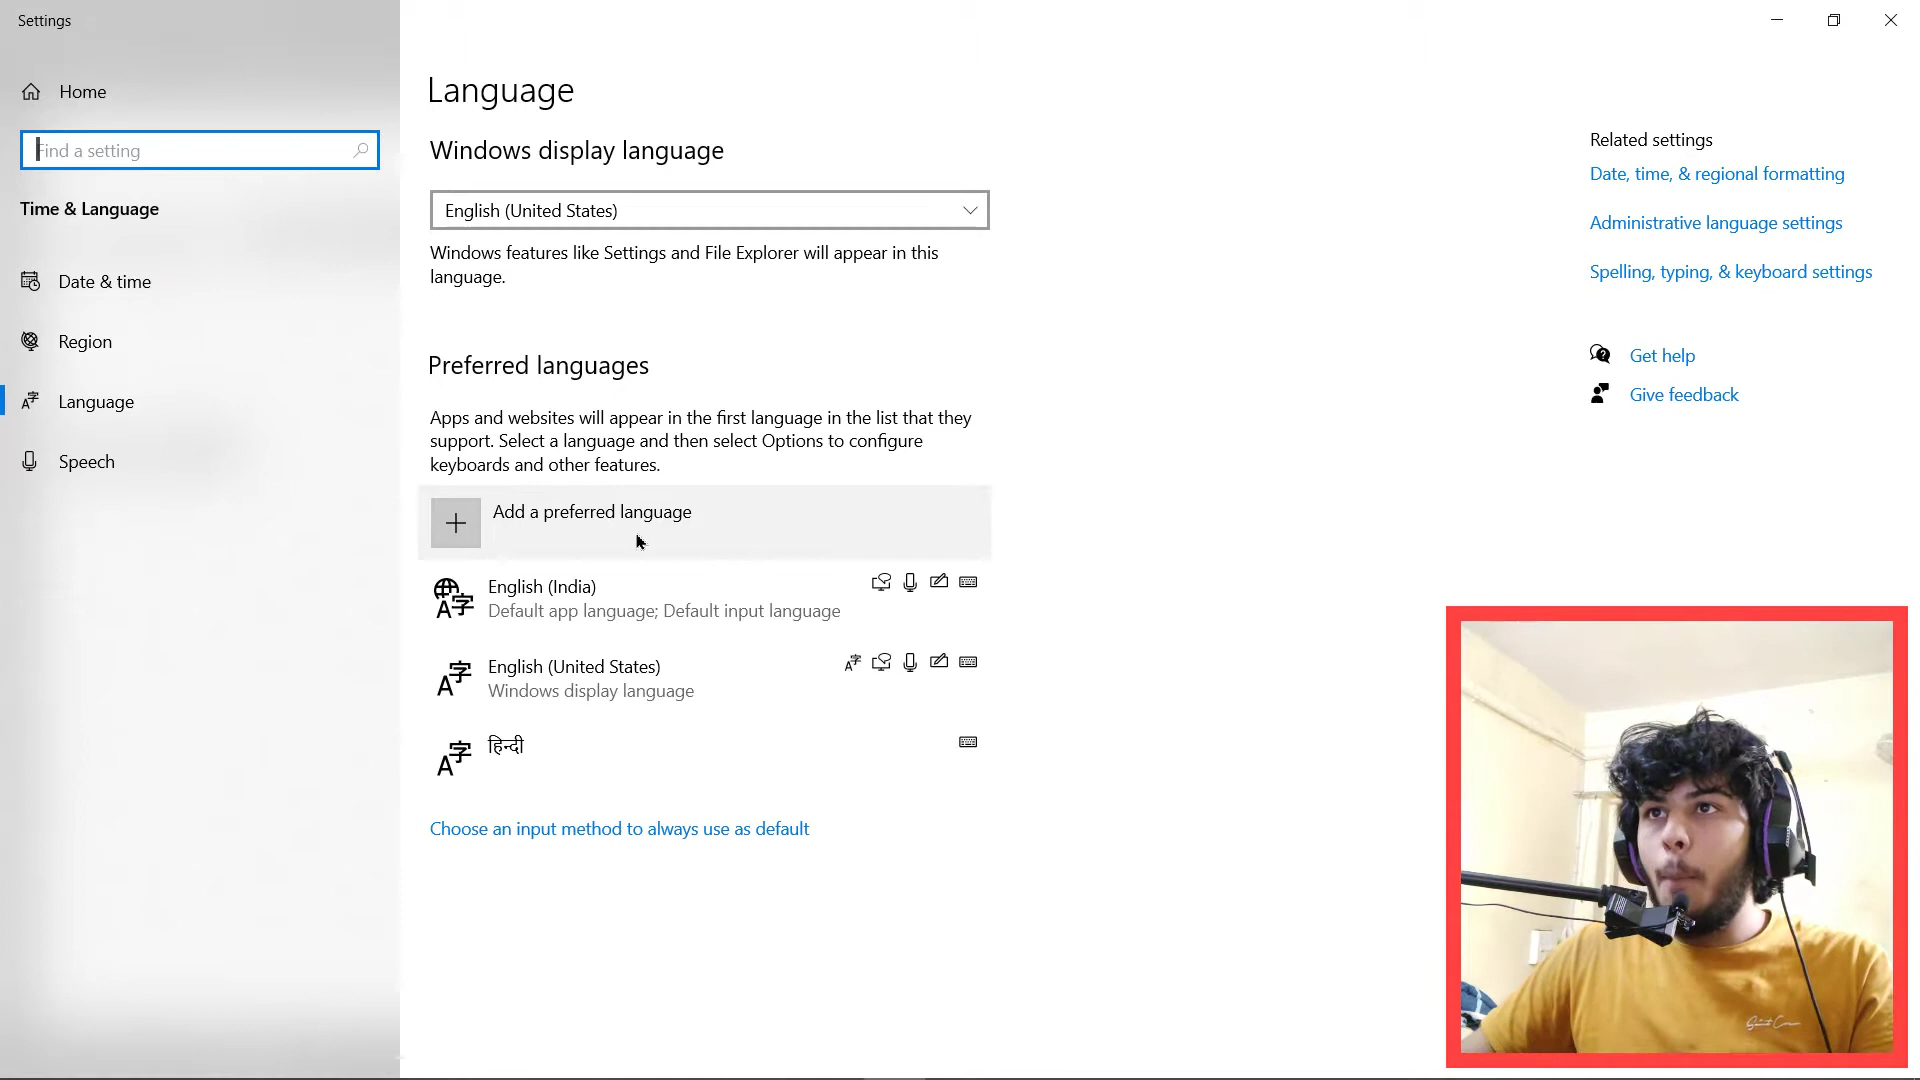 Settings
Home
Find a setting
Time & Language
Date & time
Region
Language
Speech
Language
Windows display language
English (United States)
Windows features like Settings and File Explorer will appear in this
language.
Preferred languages
Apps and websites will appear in the first language in the list that they
support. Select a language and then select Options to configure
keyboards and other features.
Add a preferred language
English (India)
Default app language; Default input language
English (United States)
Windows display language
हिन्दी
Choose an input method to always use as default
Related settings
Date, time, & regional formatting
Administrative language settings
Spelling, typing, & keyboard settings
Get help
Give feedback